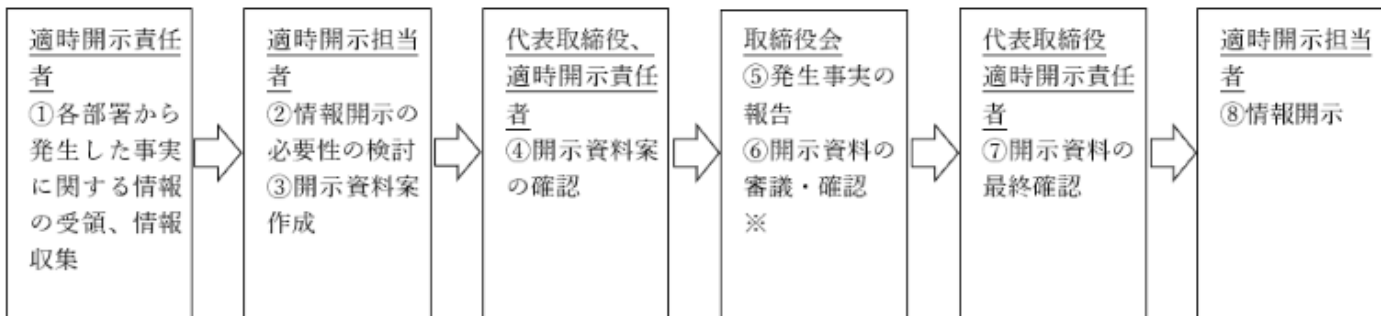 適時開示責任
者
①各部署から
発生した事実
に関する情報
の受領、情報
収集
適時開示担当
者
②情報開示の
必要性の検討
③開示資料案
作成
代表取締役、
適時開示責任
者
④開示資料案
の確認
取締役会
⑤発生事実の
報告
⑥開示資料の
審議・確認
※
代表取締役
適時開示責任
者
⑦開示資料の
最終確認
適時開示担当
者
⑧情報開示